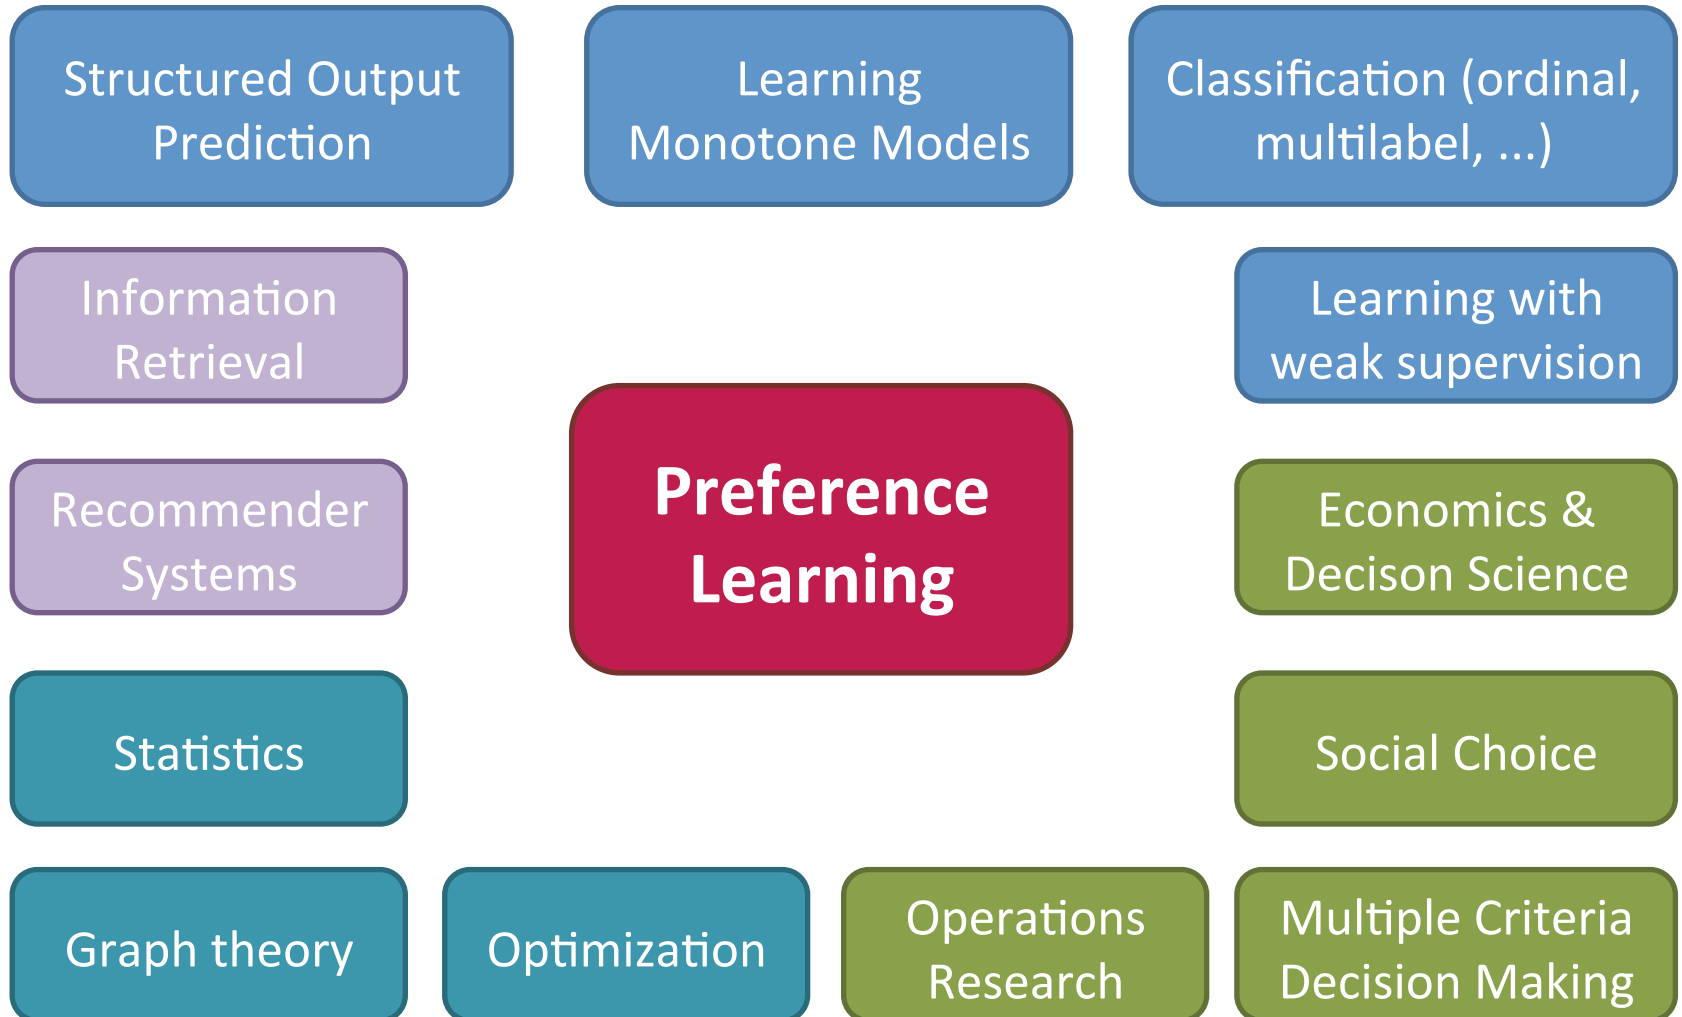 Structured Output
Prediction
Learning
Monotone Models
Classification (ordinal,
multilabel, ...)
Information
Retrieval
Learning with
weak supervision
Preference
Learning
Recommender
Systems
Economics &
Decison Science
Statistics
Social Choice
Graph theory
Optimization
Operations
Research
Multiple Criteria
Decision Making